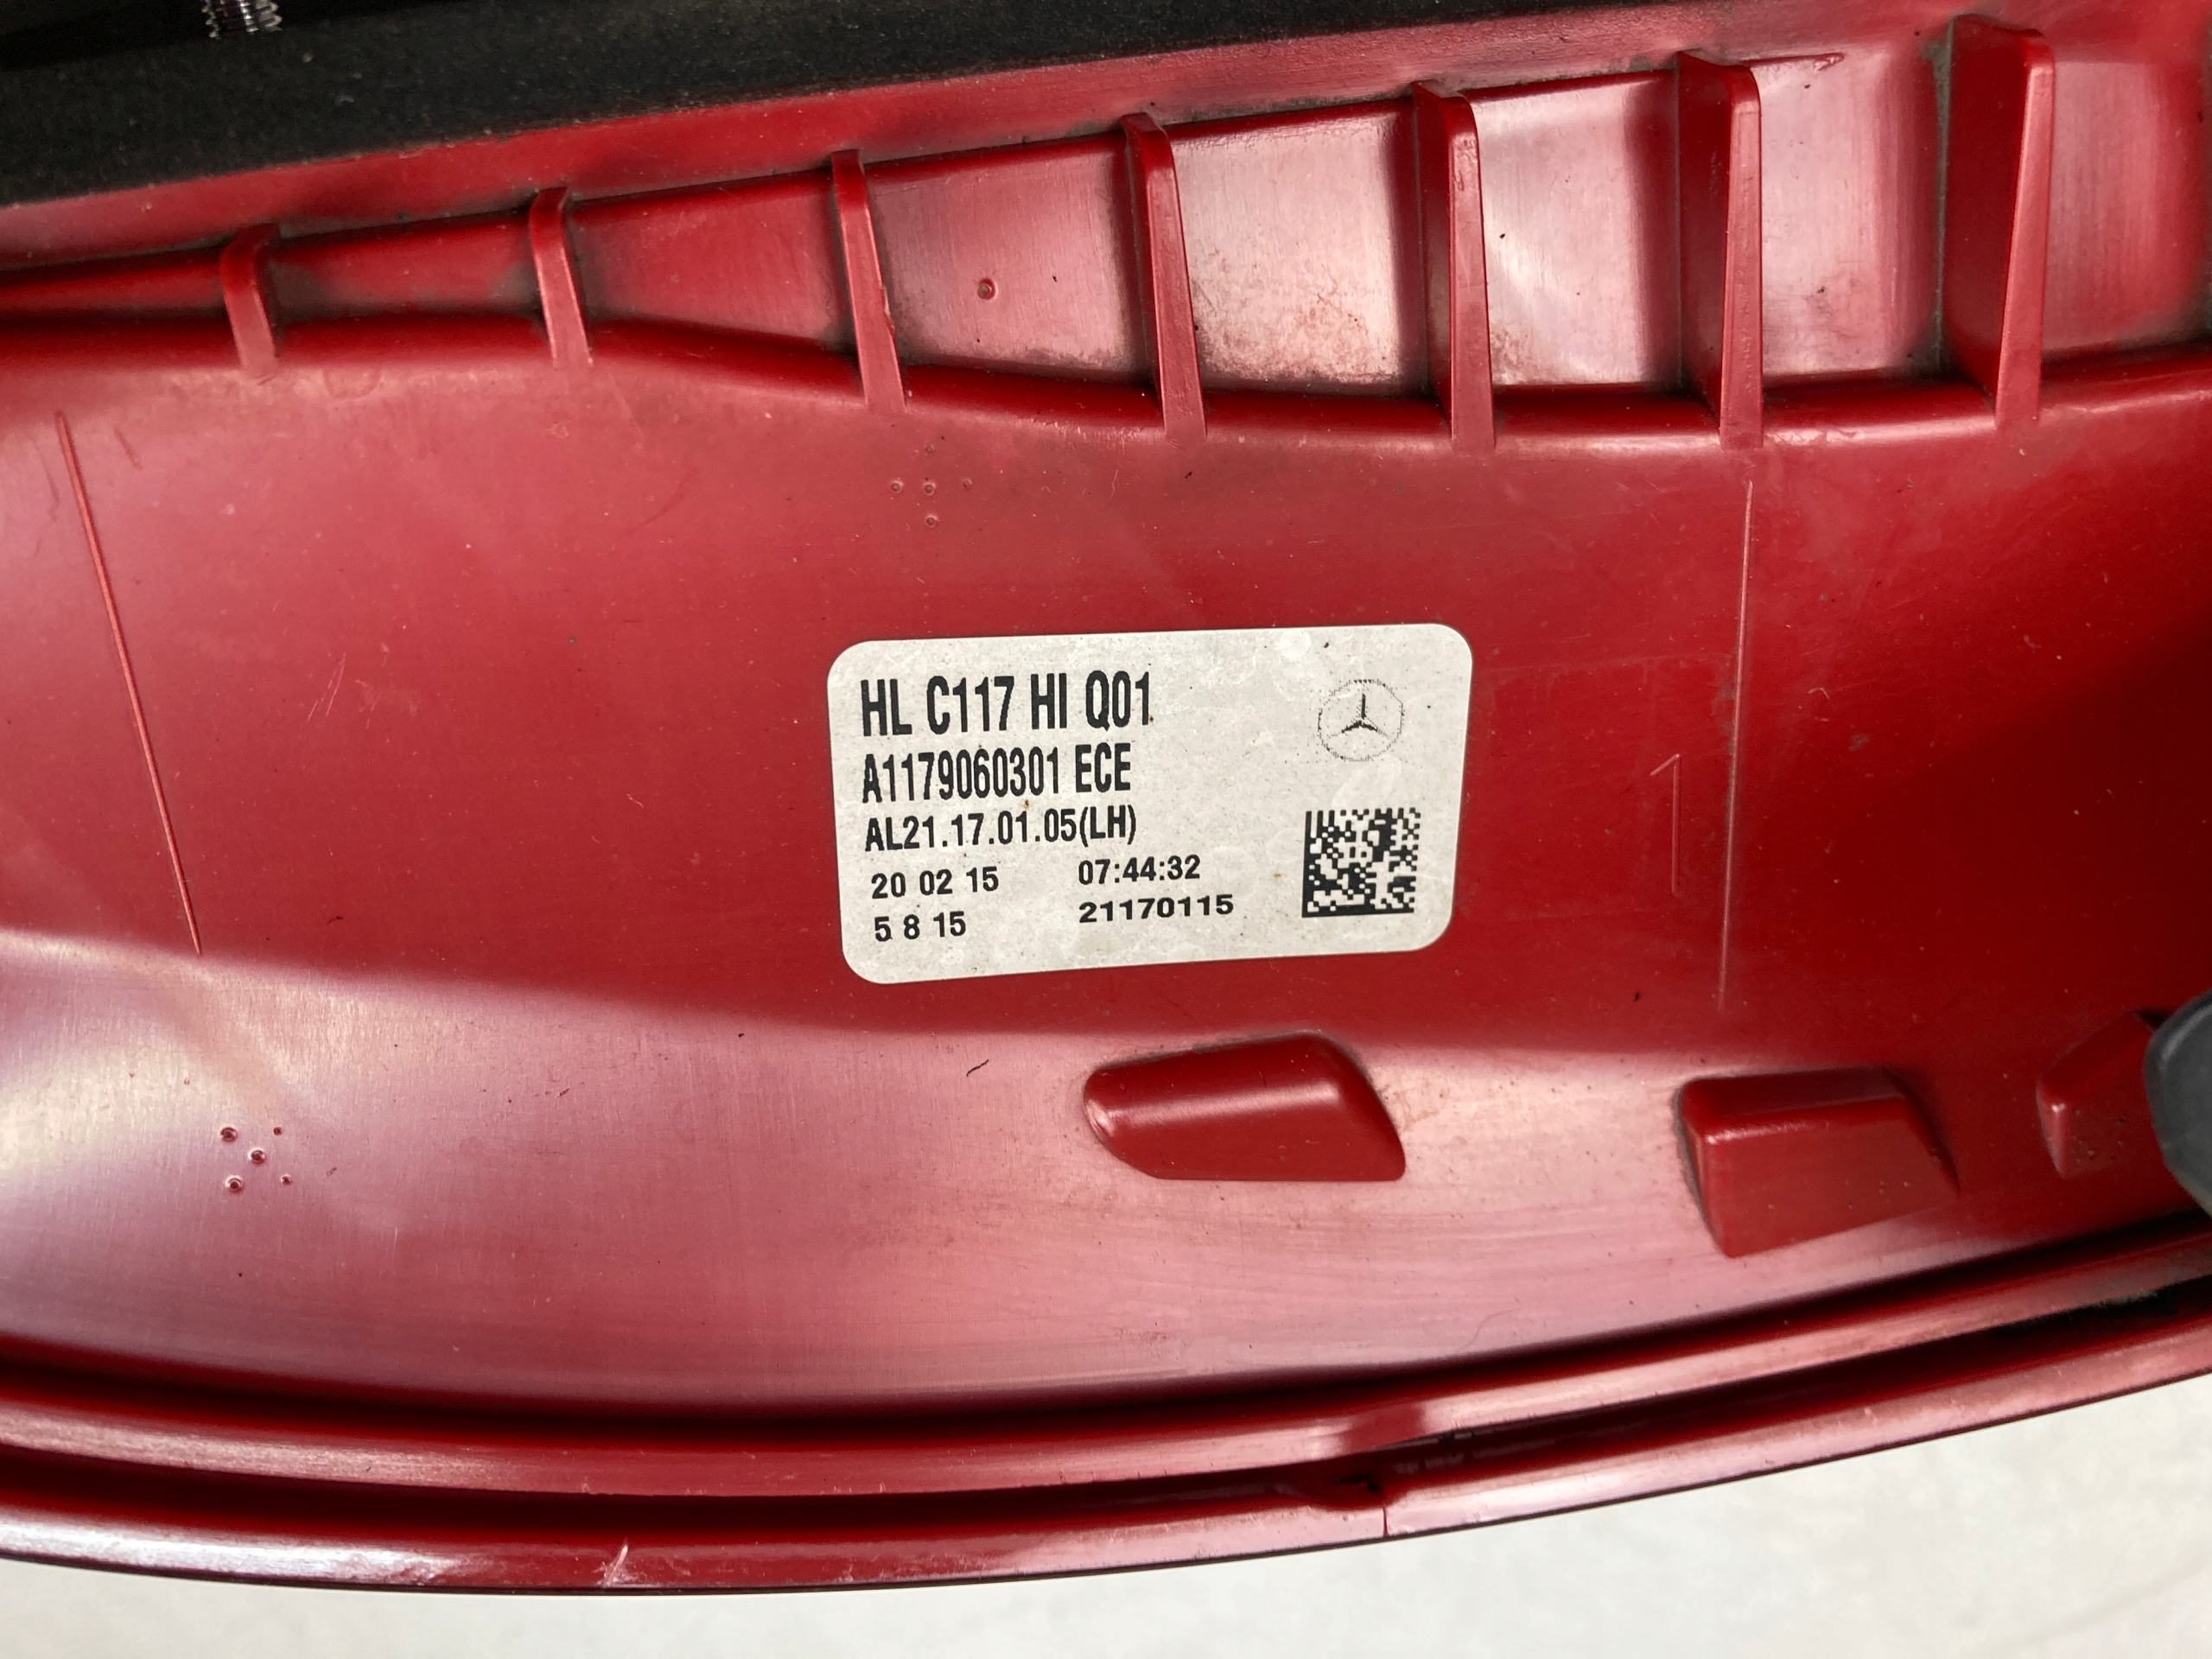 HL C117 HI Q01
A1179060301 ECE
AL21.17.01.05(LH)
20 02 15 07:44:32
5 8 15 21170115
1